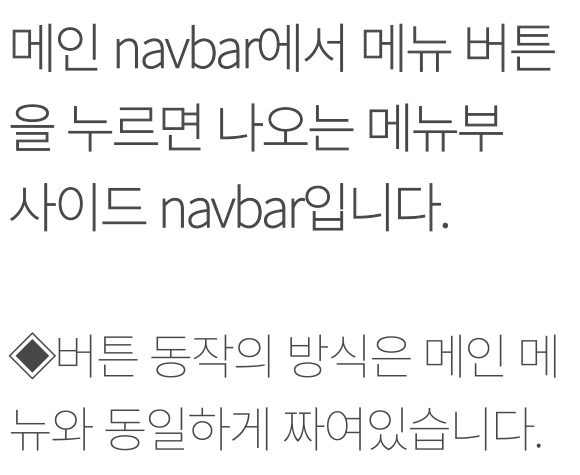 메인 navbar에서 메뉴 버튼
을 누르면 나오는 메뉴부
사이드 navbar입니다.
◈버튼 동작의 방식은 메인 메
뉴와 동일하게 짜여있습니다.